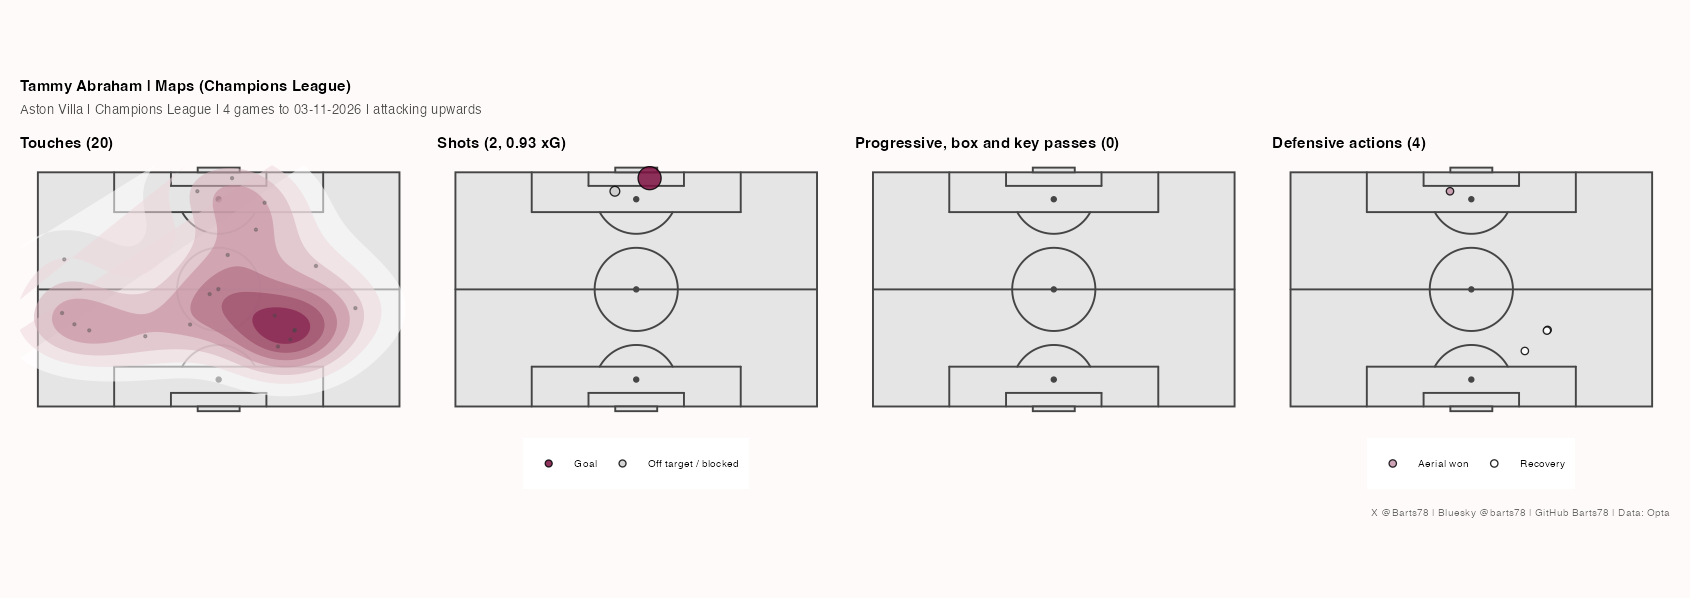 Tammy Abraham | Maps (Champions League)
Aston Villa | Champions League | 4 games to 03-11-2026 | attacking upwards
Touches (20)
Shots (2, 0.93 xG)
Progressive, box and key passes (0)
Defensive actions (4)
Goal
Off target / blocked
Aerial won
Recovery
X @Barts78 | Bluesky @barts78 | GitHub Barts78 | Data: Opta